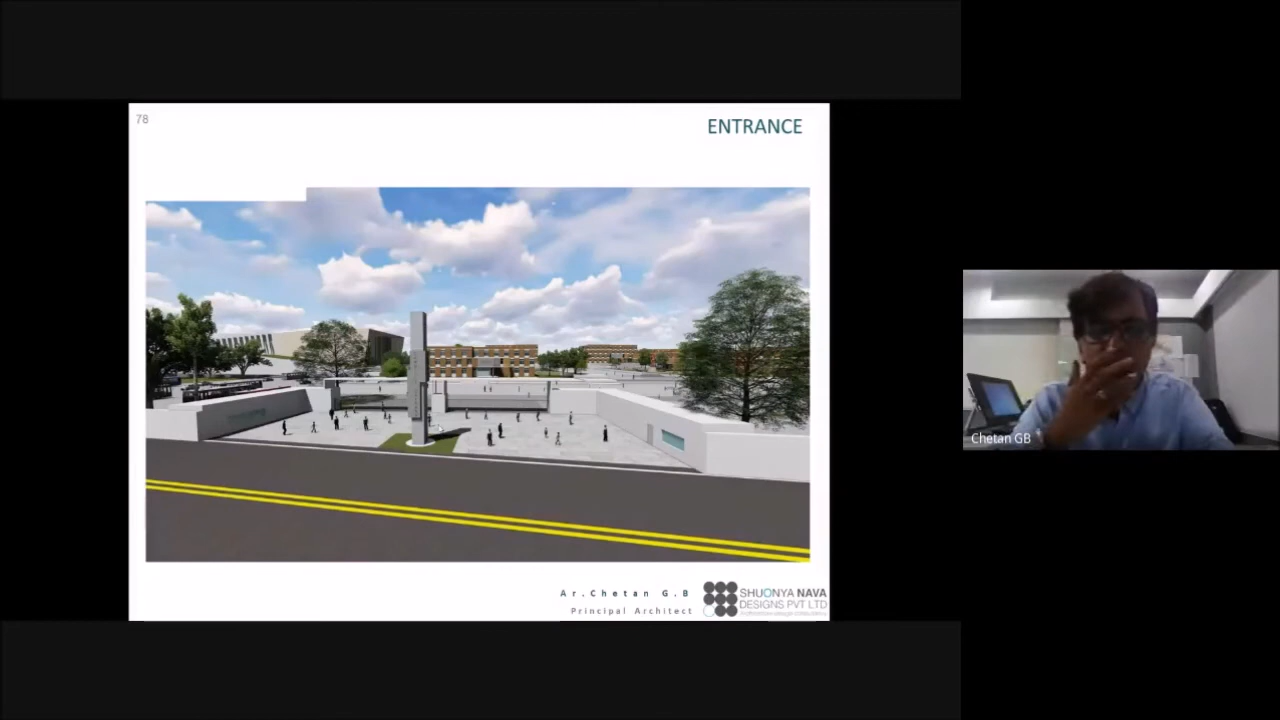 78
ENTRANCE
Ar.Chetan G.B
Principal Architect
SHUONYA NAVA
DESIGNS PVT LTD
Chetan GB